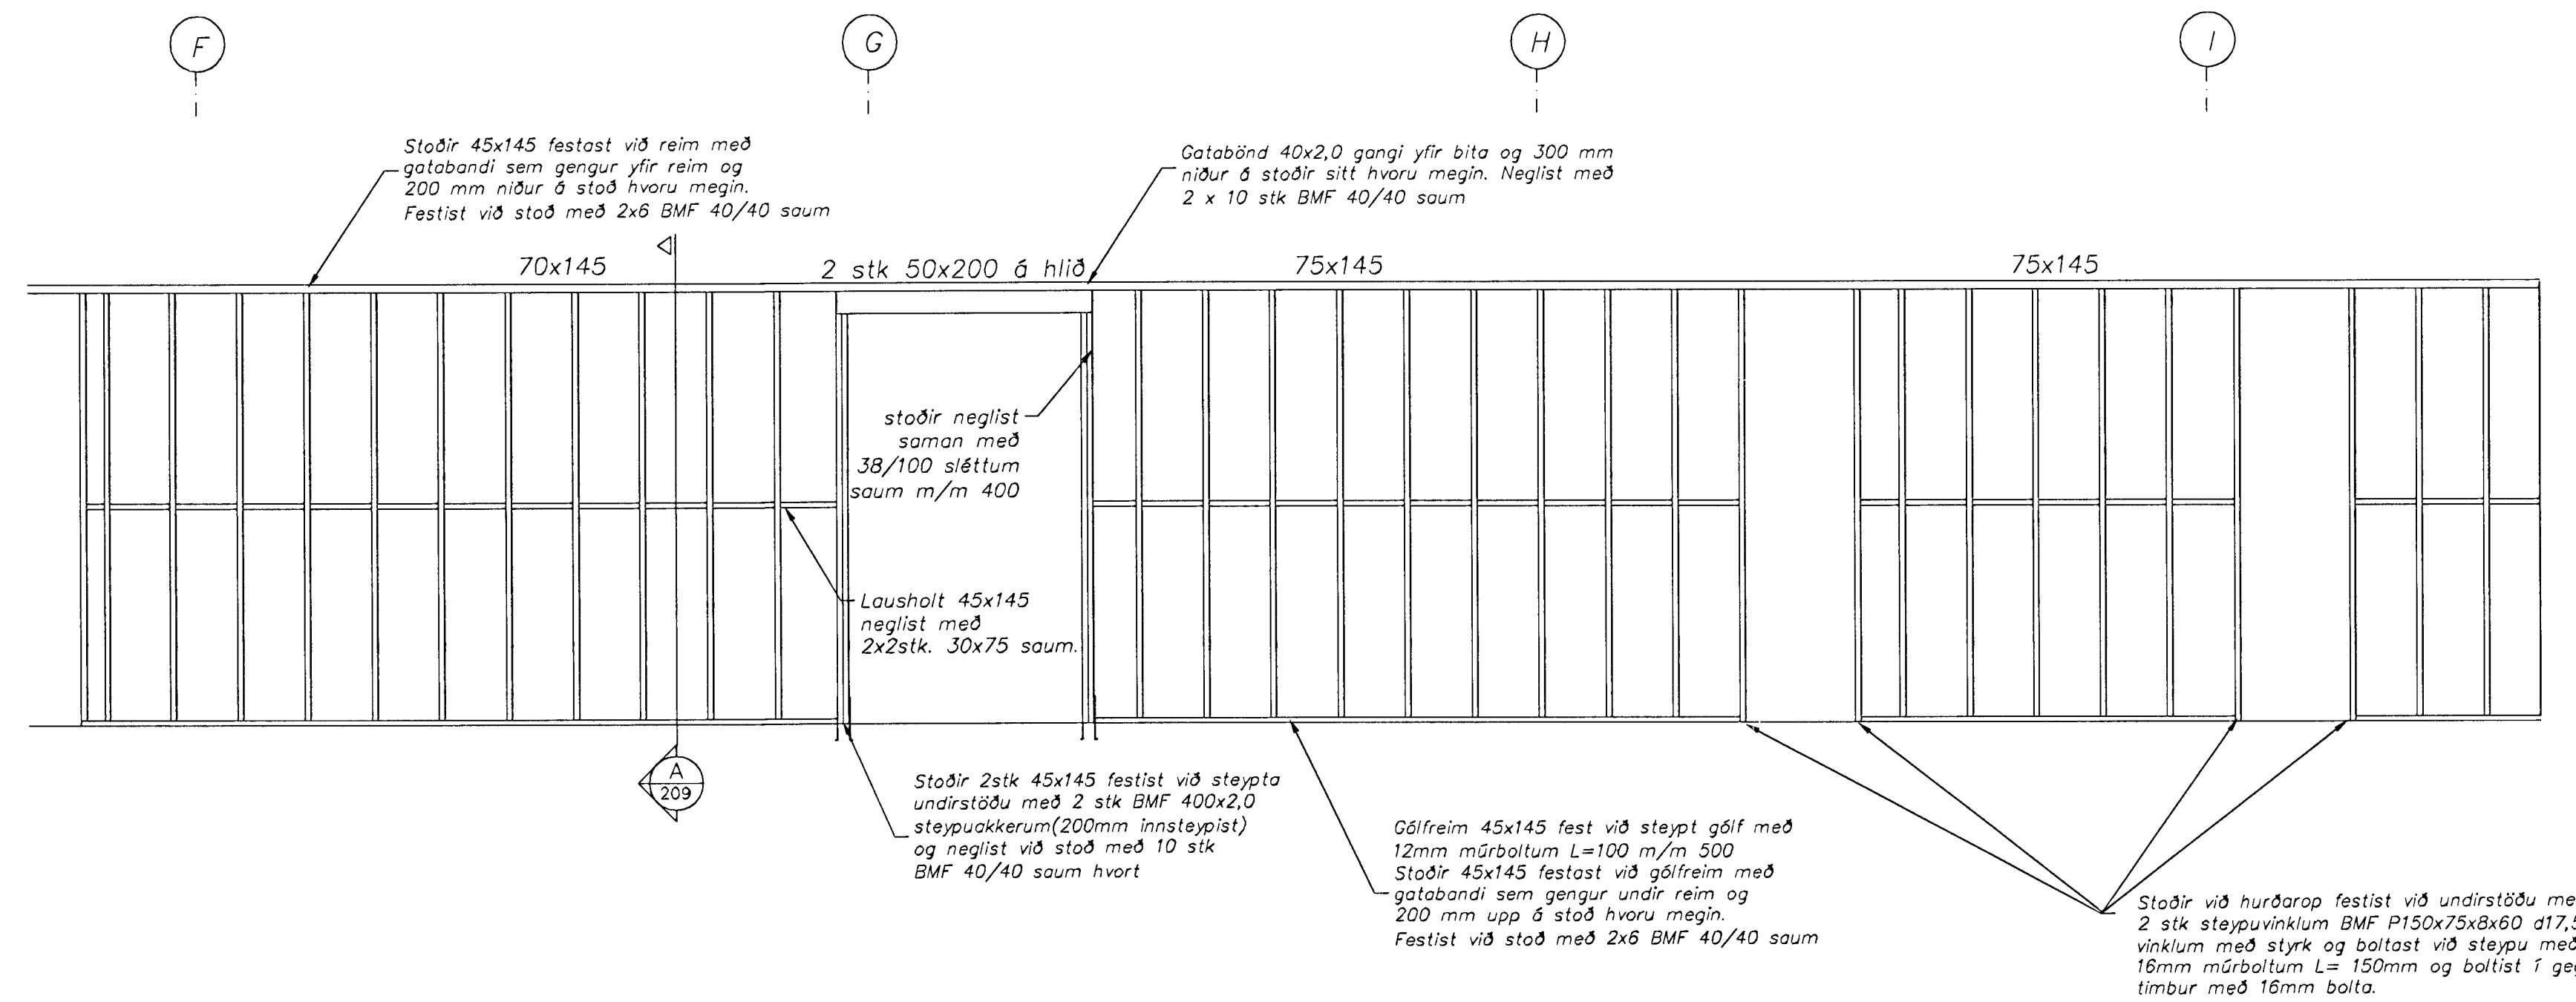 F
G
H
I
Stoðir 45x145 festast við reim með
gatabandi sem gengur yfir reim og
200 mm niður á stoð hvoru megin.
Festist við stoð með 2x6 BMF 40/40 saum
Gatabönd 40x2,0 gangi yfir bita og 300 mm
niður á stoðir sitt hvoru megin. Neglist með
2 x 10 stk BMF 40/40 saum
70x145
2 stk 50x200 á hlið
75x145
75x145
stoðir neglist
saman með
38/100 sléttum
saum m/m 400
Lausholt 45x145
neglist með
2x2stk. 30x75 saum.
A
209
Stoðir 2stk 45x145 festist við steypta
undirstöðu með 2 stk BMF 400x2,0
steypuakkerum(200mm innsteypist)
og neglist við stoð með 10 stk
BMF 40/40 saum hvort
Gólfreim 45x145 fest við steypt gólf með
12mm múrboltum L=100 m/m 500
Stoðir 45x145 festast við gólfreim með
gatabandi sem gengur undir reim og
200 mm upp á stoð hvoru megin.
Festist við stoð með 2x6 BMF 40/40 saum
Stoðir við hurðarop festist við undirstöðu me
2 stk steypuvinklum BMF P150x75x8x60 d17,5
vinklum með styrk og boltast við steypu með
16mm múrboltum L= 150mm og boltist í geg
timbur með 16mm bolta.